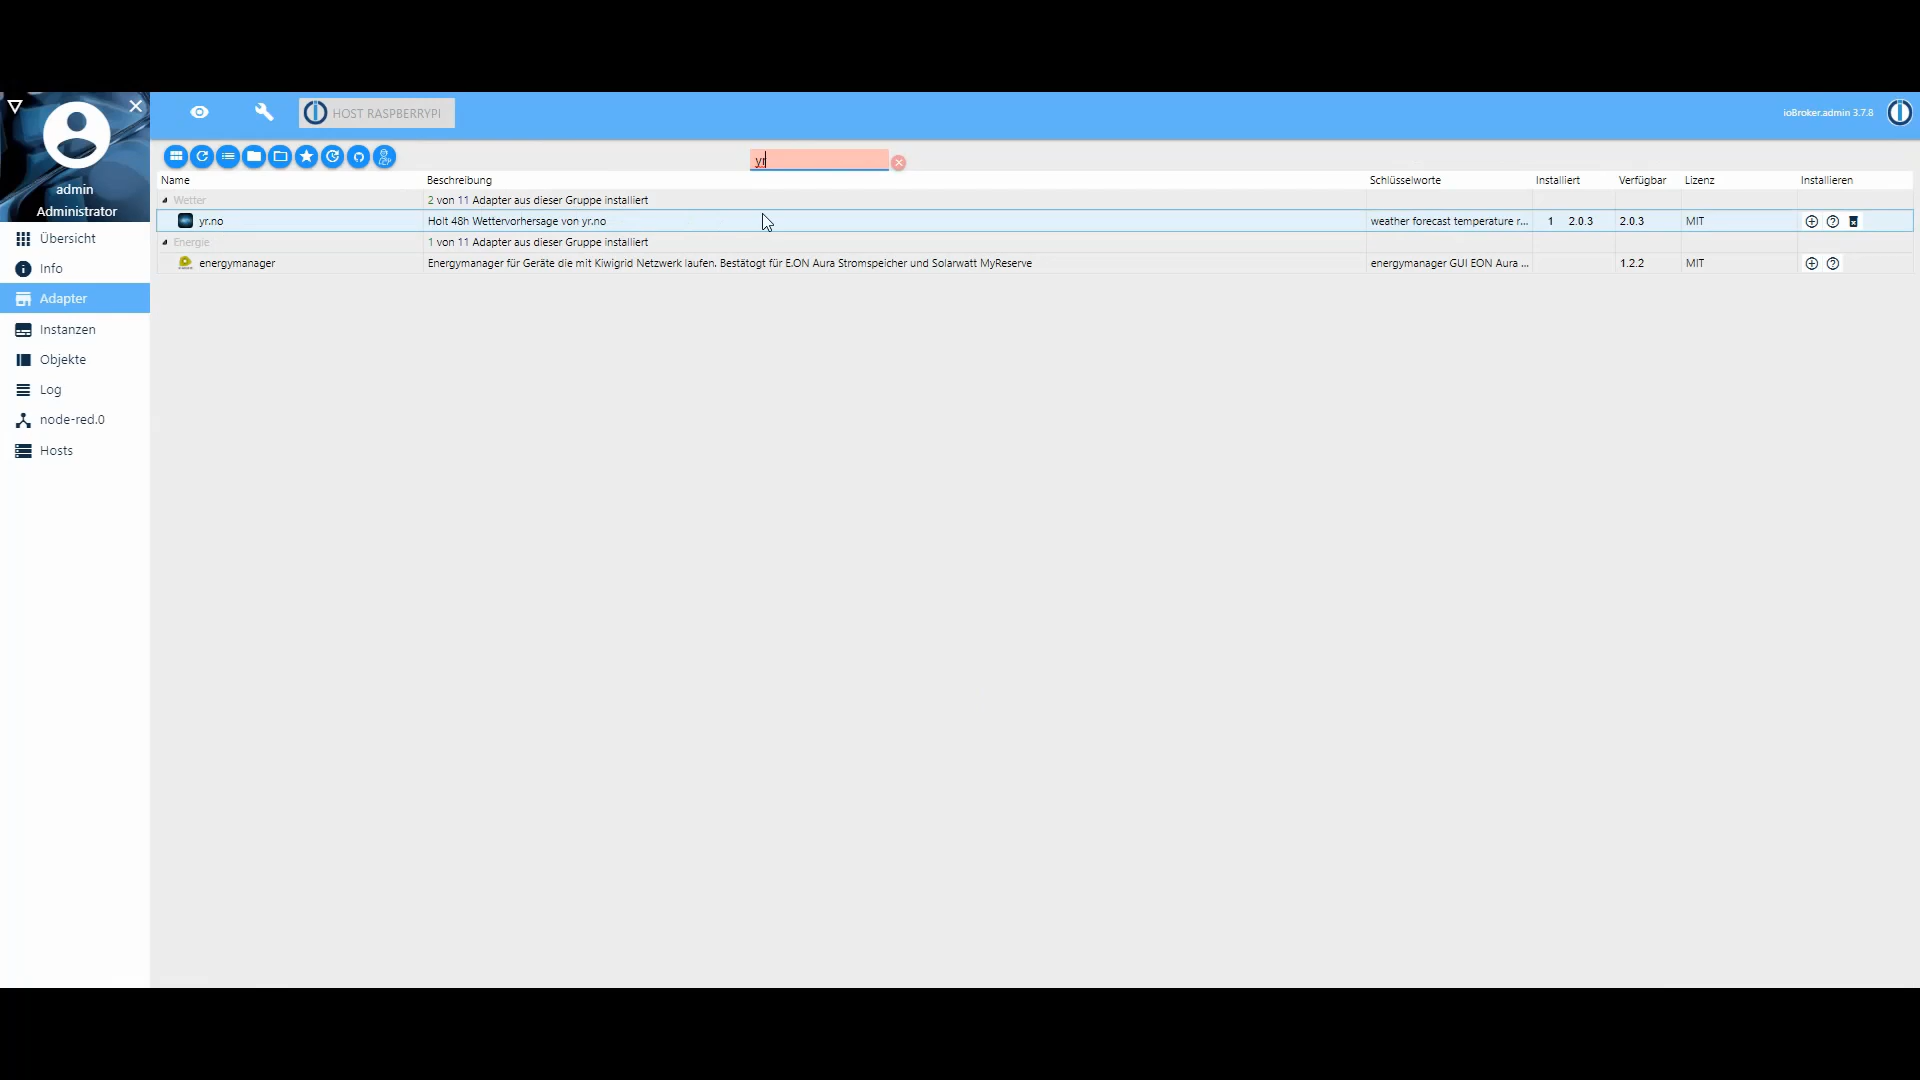 HOST RASPBERRYPI
ioBroker.admin 3.7.8
yr
admin
Administrator
Übersicht
Info
Adapter
Instanzen
Objekte
Log
node-red.0
Hosts
Name Beschreibung Schlüsselworte Installiert Verfügbar Lizenz Installieren
Wetter 2 von 11 Adapter aus dieser Gruppe installiert
yr.no Holt 48h Wettervorhersage von yr.no weather forecast temperature r... 1 2.0.3 2.0.3 MIT
Energie 1 von 11 Adapter aus dieser Gruppe installiert
energymanager Energymanager für Geräte die mit Kiwigrid Netzwerk laufen. Bestätogt für E.ON Aura Stromspeicher und Solarwatt MyReserve energymanager GUI EON Aura ... 1.2.2 MIT